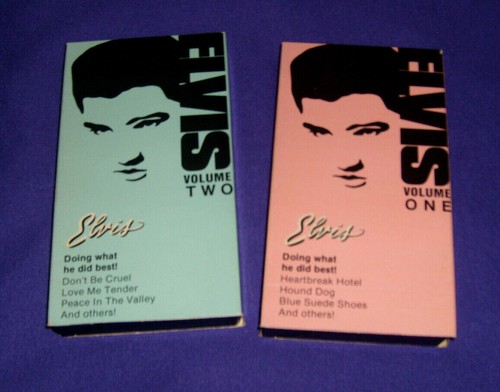 ELVIS
VOLUME
TWO
Elvis
Doing what
he did best!
Don't Be Cruel
Love Me Tender
Peace In The Valley
And others!
ELVIS
VOLUME
ONE
Elvis
Doing what
he did best!
Heartbreak Hotel
Hound Dog
Blue Suede Shoes
And others!